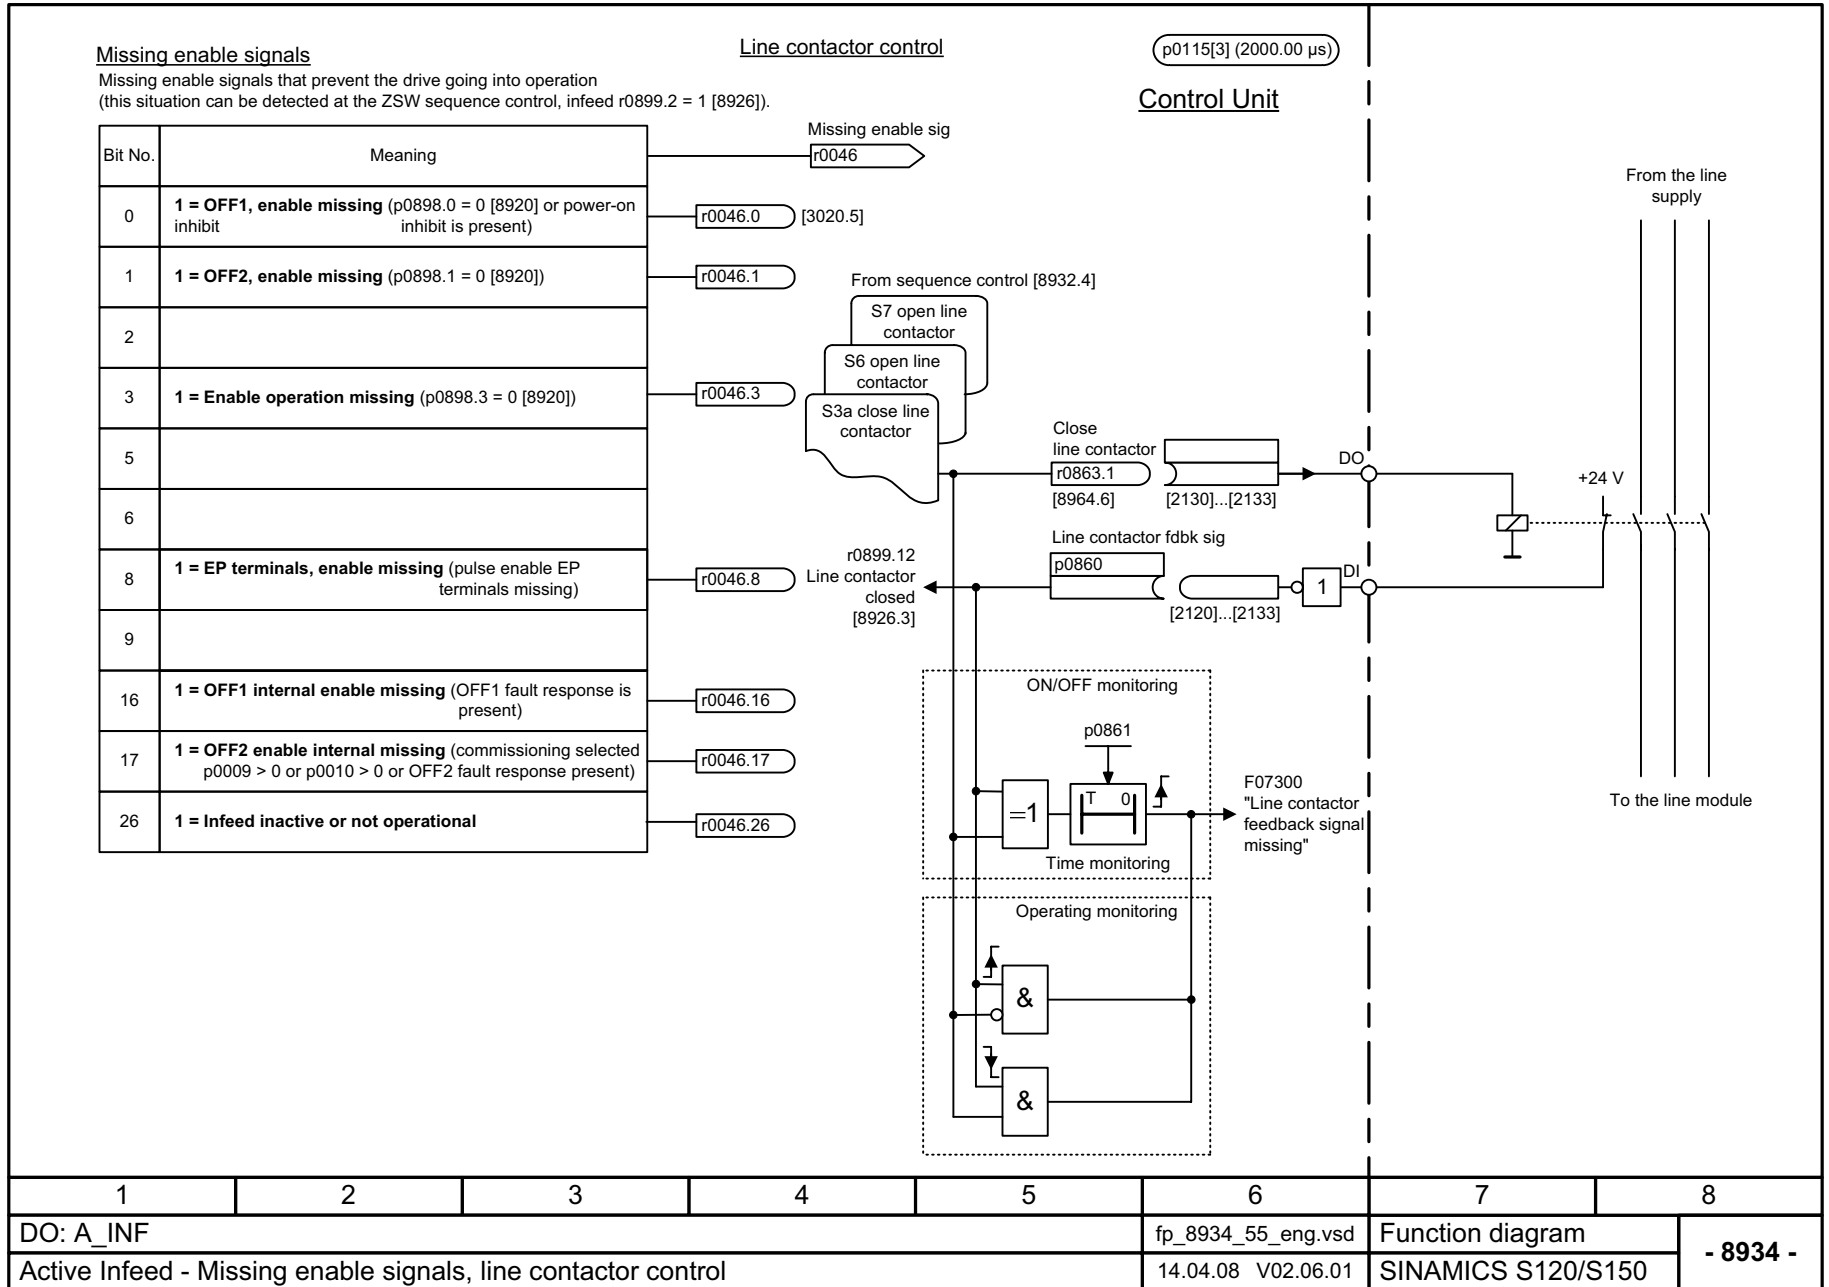 Missing enable signals
Missing enable signals that prevent the drive going into operation
(this situation can be detected at the ZSW sequence control, infeed r0899.2 = 1 [8926]).
Line contactor control
p0115[3] (2000.00 µs)
Control Unit
Bit No.
Meaning
Missing enable sig
r0046
0
1 = OFF1, enable missing (p0898.0 = 0 [8920] or power-on
inhibit inhibit is present)
r0046.0
[3020.5]
1
1 = OFF2, enable missing (p0898.1 = 0 [8920])
r0046.1
2
3
1 = Enable operation missing (p0898.3 = 0 [8920])
r0046.3
5
6
8
1 = EP terminals, enable missing (pulse enable EP
terminals missing)
r0046.8
9
16
1 = OFF1 internal enable missing (OFF1 fault response is
present)
r0046.16
17
1 = OFF2 enable internal missing (commissioning selected
p0009 > 0 or p0010 > 0 or OFF2 fault response present)
r0046.17
26
1 = Infeed inactive or not operational
r0046.26
From sequence control [8932.4]
S7 open line
contactor
S6 open line
contactor
S3a close line
contactor
Close
line contactor
r0863.1
[8964.6]
[2130]...[2133]
DO
r0899.12
Line contactor
closed
[8926.3]
Line contactor fdbk sig
p0860
[2120]...[2133]
1
DI
From the line
supply
+24 V
To the line module
ON/OFF monitoring
p0861
=1
T 0
Time monitoring
F07300
"Line contactor
feedback signal
missing"
Operating monitoring
&
&
1 2 3 4 5 6 7 8
DO: A_INF
fp_8934_55_eng.vsd
Function diagram
- 8934 -
Active Infeed - Missing enable signals, line contactor control
14.04.08 V02.06.01
SINAMICS S120/S150